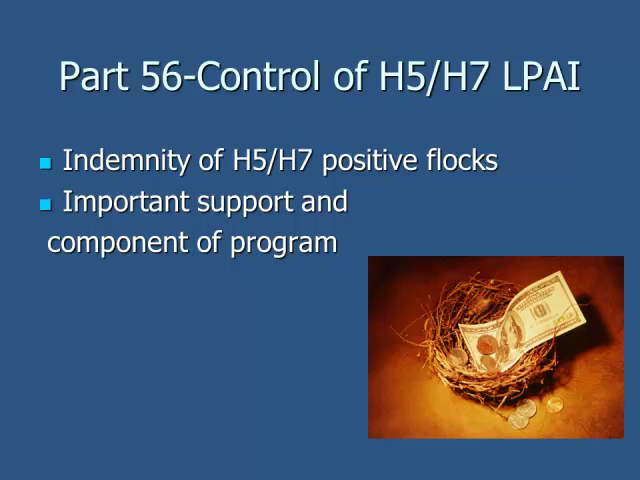 Part 56-Control of H5/H7 LPAI
Indemnity of H5/H7 positive flocks
Important support and
component of program